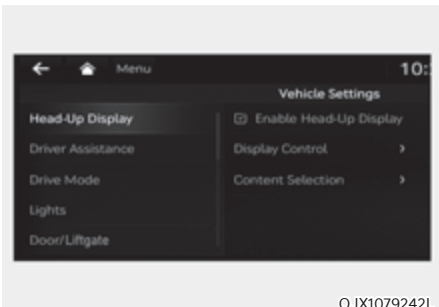 Menu
10:
Vehicle Settings
Head-Up Display
Enable Head-Up Display
Driver Assistance
Display Control
Drive Mode
Content Selection
Lights
Door/Liftgate
OJX1079242L